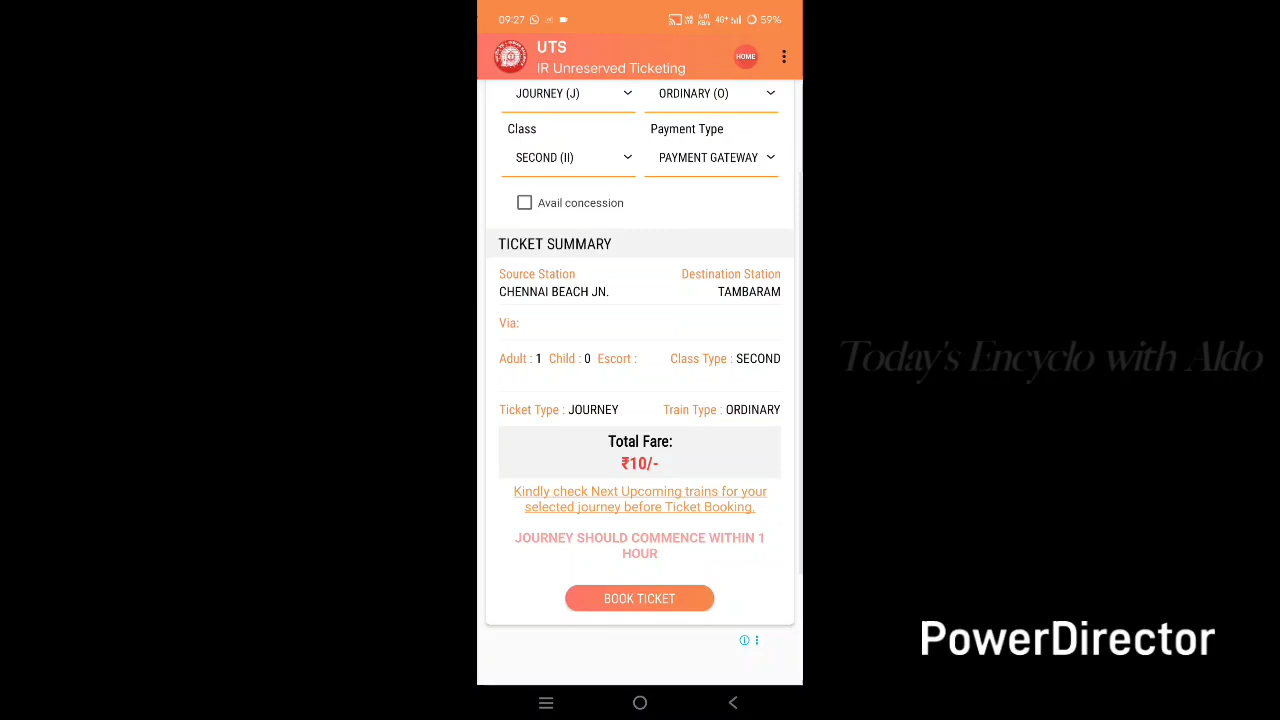 09:27 59%
4G+
UTS
IR Unreserved Ticketing
HOME
JOURNEY (J) ORDINARY (O)
Class Payment Type
SECOND (II) PAYMENT GATEWAY
Avail concession
TICKET SUMMARY
Source Station Destination Station
CHENNAI BEACH JN. TAMBARAM
Via:
Adult : 1 Child : 0 Escort : Class Type : SECOND
Ticket Type : JOURNEY Train Type : ORDINARY
Total Fare:
₹10/-
Kindly check Next Upcoming trains for your
selected journey before Ticket Booking.
JOURNEY SHOULD COMMENCE WITHIN 1
HOUR
BOOK TICKET
Today's Encyclo with Aldo
PowerDirector